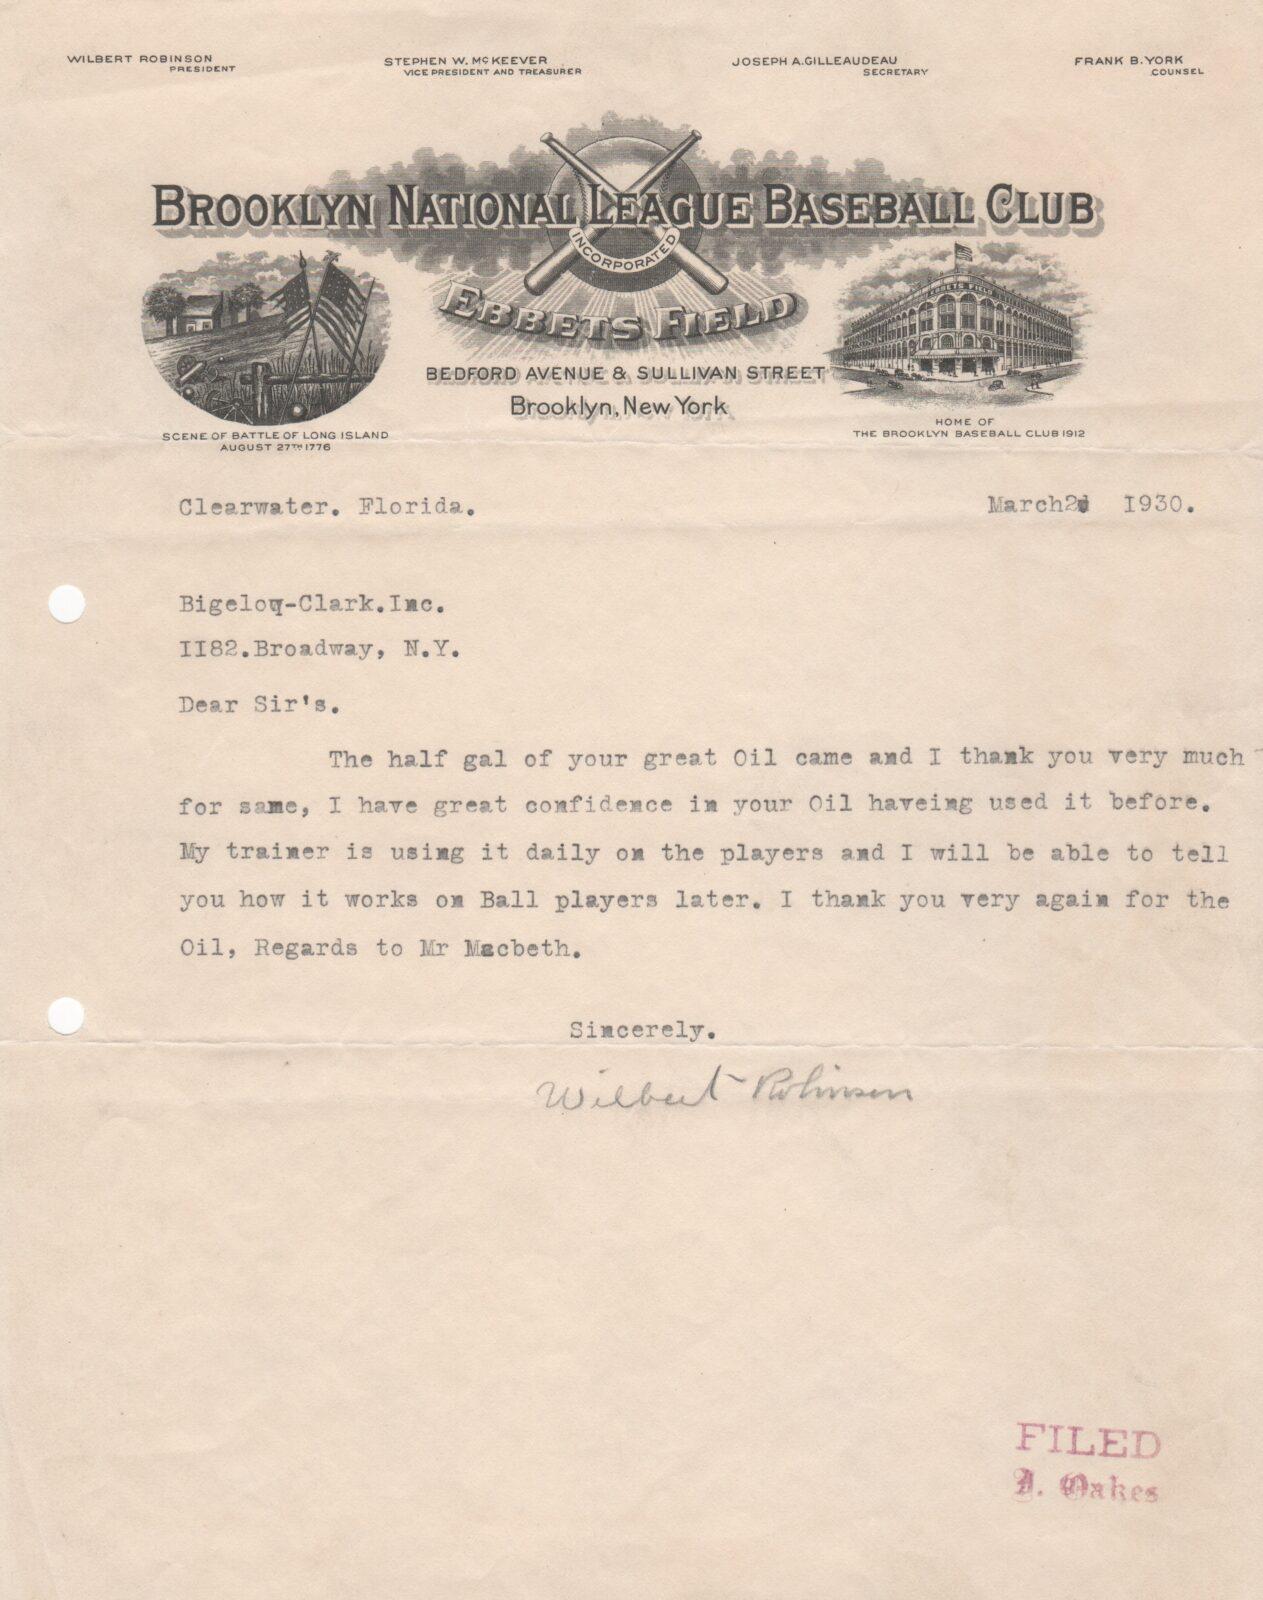 WILBERT ROBINSON
PRESIDENT
STEPHEN W. McKEEVER
VICE PRESIDENT AND TREASURER
JOSEPH A. GILLEAUDEAU
SECRETARY
FRANK B. YORK
COUNSEL
BROOKLYN NATIONAL LEAGUE BASEBALL CLUB
INCORPORATED
EBBETS FIELD
EBBETS FIELD
BEDFORD AVENUE & SULLIVAN STREET
Brooklyn, New York
SCENE OF BATTLE OF LONG ISLAND
AUGUST 27TH 1776
HOME OF
THE BROOKLYN BASEBALL CLUB 1912
Clearwater. Florida. March2d 1930.
Bigelow-Clark.Inc.
II82.Broadway, N.Y.
Dear Sir's.
The half gal of your great Oil came and I thank you very much
for same, I have great confidence in your Oil haveing used it before.
My trainer is using it daily on the players and I will be able to tell
you how it works on Ball players later. I thank you very again for the
Oil, Regards to Mr Macbeth.
Sincerely.
Wilbert Robinson
FILED
J. Oakes